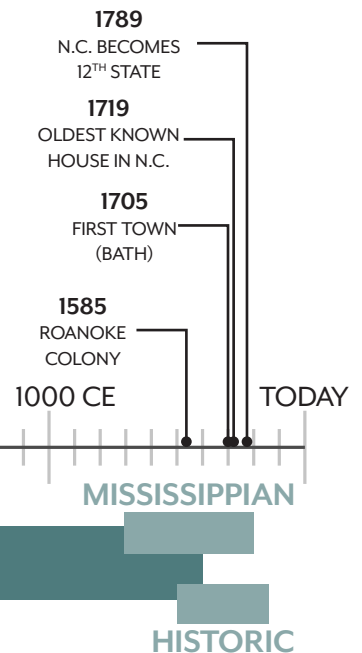 1789
N.C. BECOMES
12TH STATE
1719
OLDEST KNOWN
HOUSE IN N.C.
1705
FIRST TOWN
(BATH)
1585
ROANOKE
COLONY
1000 CE
TODAY
MISSISSIPPIAN
HISTORIC